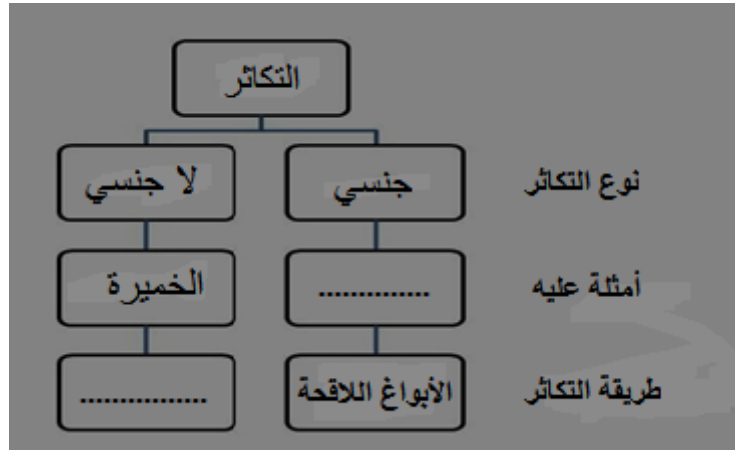 التكاثر
نوع التكاثر جنسي لا جنسي
أمثلة عليه .............. الخميرة
طريقة التكاثر الأبواغ اللاقحة ................